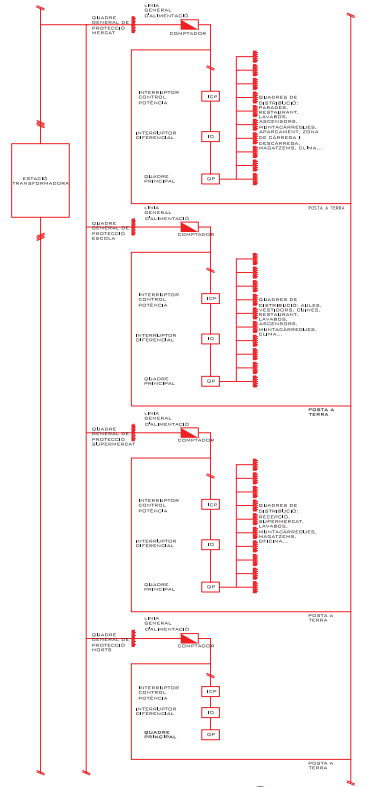 LINIA
GENERAL
D'ALIMENTACIÓ
QUADRE
GENERAL DE
PROTECCIÓ
MERCAT
COMPTADOR
INTERRUPTOR
CONTROL
POTÈNCIA
ICP
INTERRUPTOR
DIFERENCIAL
ID
QUADRE
PRINCIPAL
QP
QUADRES DE
DISTRIBUCIÓ:
PARADES,
RESTAURANT,
LAVABOS,
ASCENSORS,
MUNTACÀRREGUES,
APARCAMENT, ZONA
DE CÀRREGA I
DESCÀRREGA,
MAGATZEMS, CLIMA...
ESTACIÓ
TRANSFORMADORA
POSTA A TERRA
LINIA
GENERAL
D'ALIMENTACIÓ
QUADRE
GENERAL DE
PROTECCIÓ
ESCOLA
COMPTADOR
INTERRUPTOR
CONTROL
POTÈNCIA
ICP
INTERRUPTOR
DIFERENCIAL
ID
QUADRE
PRINCIPAL
QP
QUADRES DE
DISTRIBUCIÓ: AULES,
VESTIDORS, CUINES,
RESTAURANT,
LAVABOS,
ASCENSORS,
MUNTACÀRREGUES,
CLIMA...
POSTA A
TERRA
LINIA
GENERAL
D'ALIMENTACIÓ
QUADRE
GENERAL DE
PROTECCIÓ
SUPERMERCAT
COMPTADOR
INTERRUPTOR
CONTROL
POTÈNCIA
ICP
INTERRUPTOR
DIFERENCIAL
ID
QUADRE
PRINCIPAL
QP
QUADRES DE
DISTRIBUCIÓ:
RECEPCIÓ,
SUPERMERCAT,
LAVABOS,
MUNTACÀRREGUES,
MAGATZEMS,
OFICINA...
POSTA A
TERRA
LINIA
GENERAL
D'ALIMENTACIÓ
QUADRE
GENERAL DE
PROTECCIÓ
HORTS
COMPTADOR
INTERRUPTOR
CONTROL
POTÈNCIA
ICP
INTERRUPTOR
DIFERENCIAL
ID
QUADRE
PRINCIPAL
QP
POSTA A
TERRA